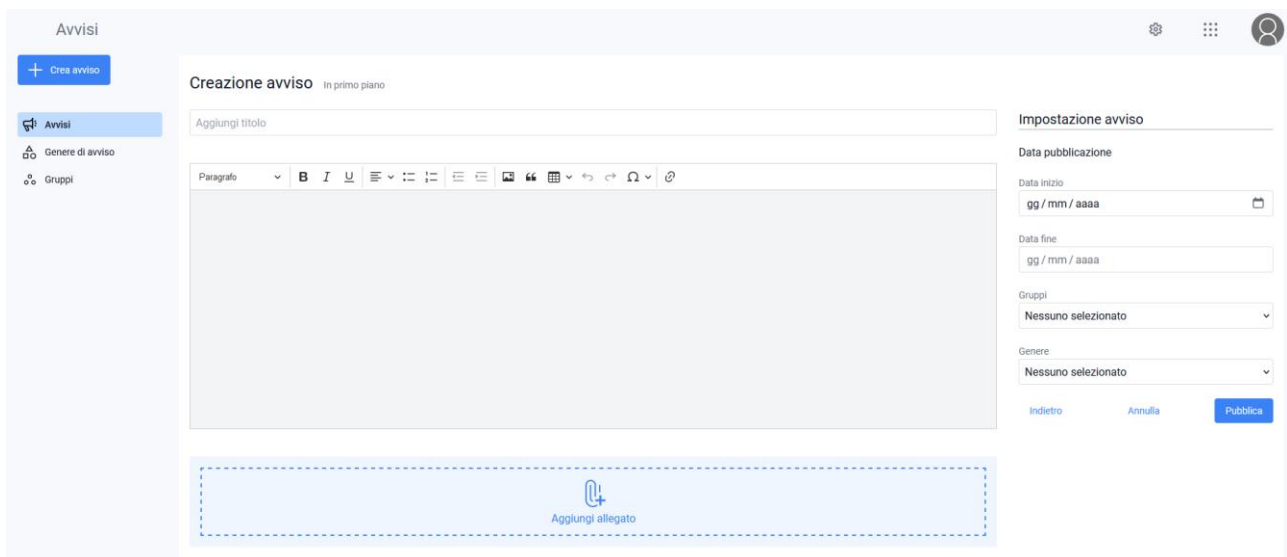 Avvisi
Crea avviso
Avvisi
Genere di avviso
Gruppi
Creazione avviso In primo piano
Aggiungi titolo
Paragrafo B I U Ω
Aggiungi allegato
Impostazione avviso
Data pubblicazione
Data inizio
gg / mm / aaaa
Data fine
gg / mm / aaaa
Gruppi
Nessuno selezionato
Genere
Nessuno selezionato
Indietro Annulla Pubblica